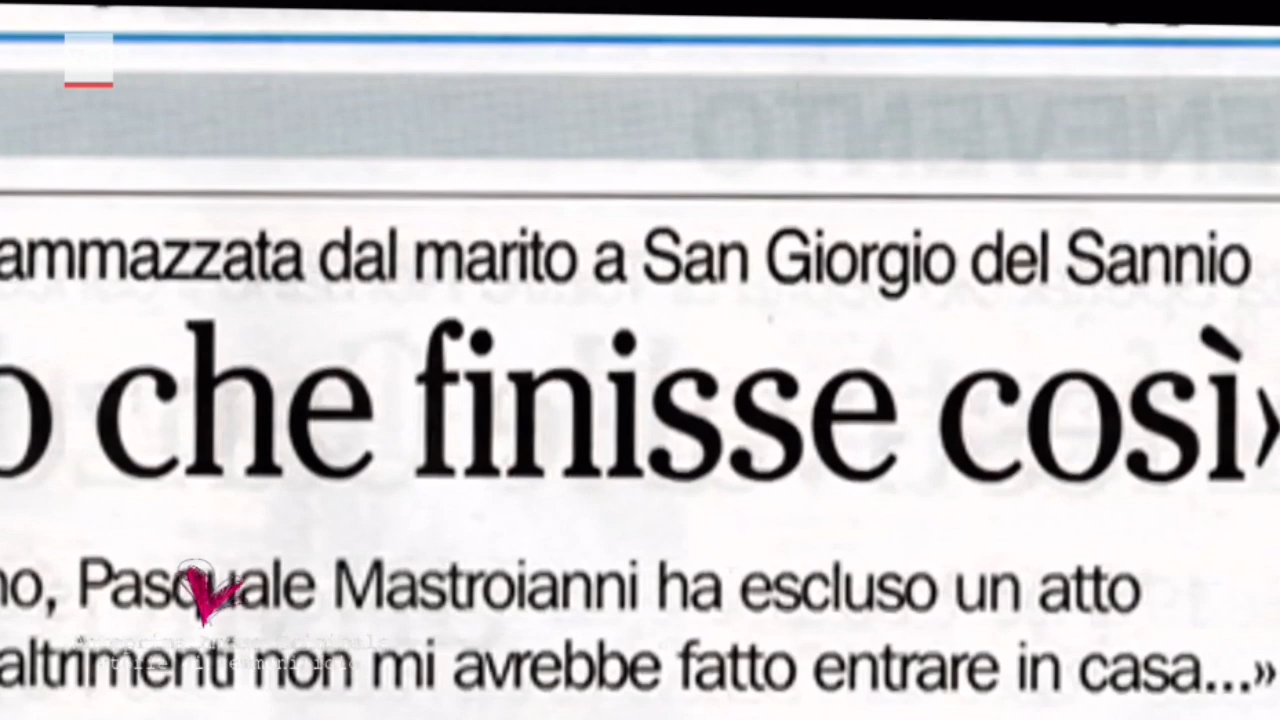 ammazzata dal marito a San Giorgio del Sannio
o che finisse così»
no, Pasquale Mastroianni ha escluso un atto
altrimenti non mi avrebbe fatto entrare in casa...»